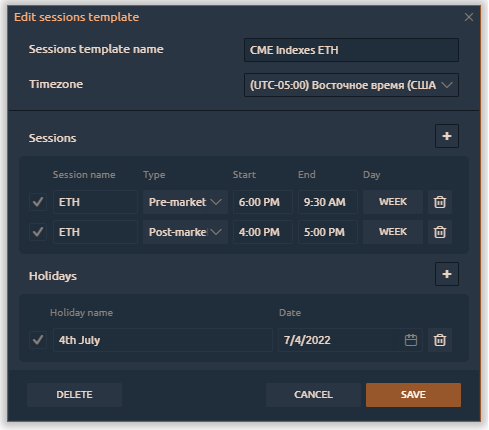 Edit sessions template
Sessions template name CME Indexes ETH
Timezone (UTC-05:00) Восточное время (США
Sessions
Session name Type Start End Day
ETH Pre-market 6:00 PM 9:30 AM WEEK
ETH Post-marke 4:00 PM 5:00 PM WEEK
Holidays
Holiday name Date
4th July 7/4/2022
DELETE CANCEL SAVE